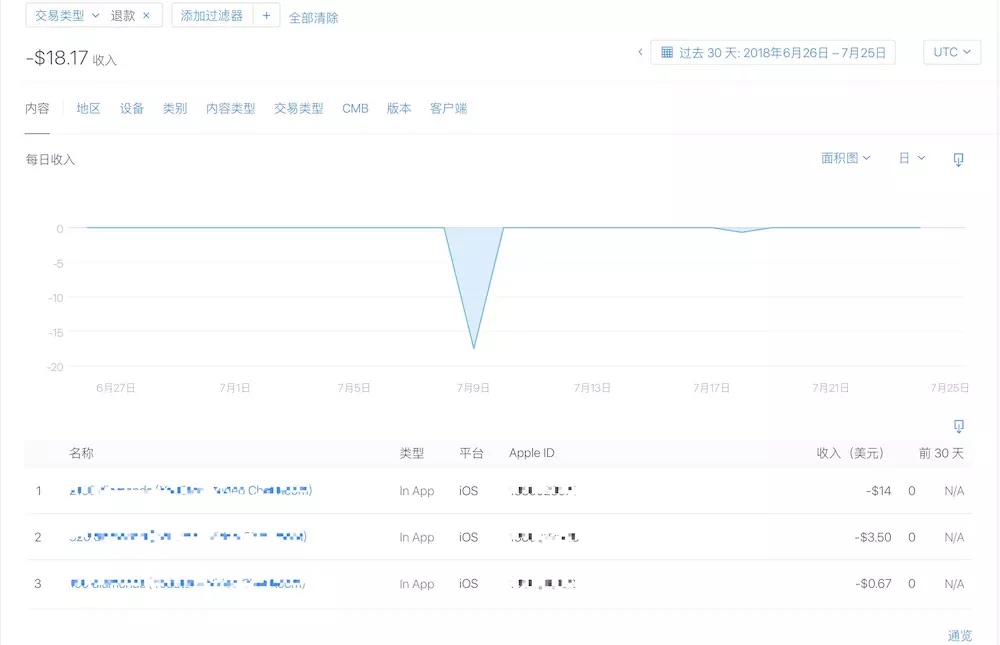 交易类型 退款 × 添加过滤器 + 全部清除
-$18.17 收入
过去 30 天: 2018年6月26日 – 7月25日 UTC
内容 地区 设备 类别 内容类型 交易类型 CMB 版本 客户端
每日收入 面积图 日
0
-5
-10
-15
-20
6月27日 7月1日 7月5日 7月9日 7月13日 7月17日 7月21日 7月25日
名称 类型 平台 Apple ID 收入（美元） 前 30 天
1 In App iOS -$14 0 N/A
2 In App iOS -$3.50 0 N/A
3 In App iOS -$0.67 0 N/A
通览